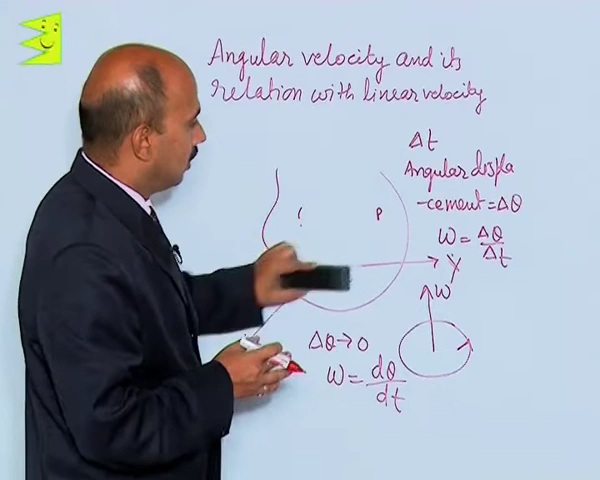 Angular velocity and its
relation with linear velocity
Δt
Angular displa
-cement = Δθ
W = Δθ/Δt
P
Y
W
Δθ→0
W = dθ/dt